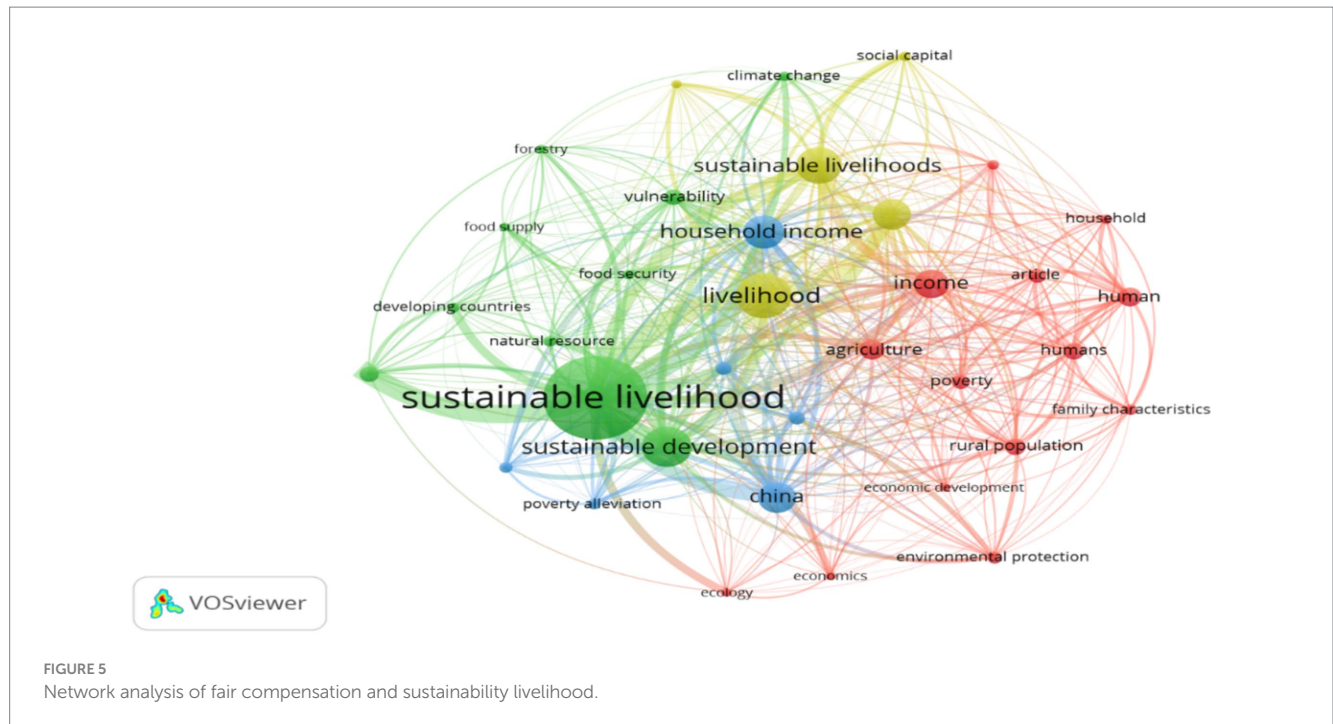 social capital
climate change
forestry
sustainable livelihoods
vulnerability
household
food supply
household income
food security
article
income
livelihood
human
developing countries
natural resource
agriculture
humans
poverty
sustainable livelihood
family characteristics
sustainable development
rural population
economic development
china
poverty alleviation
environmental protection
economics
ecology
VOSviewer
FIGURE 5
Network analysis of fair compensation and sustainability livelihood.